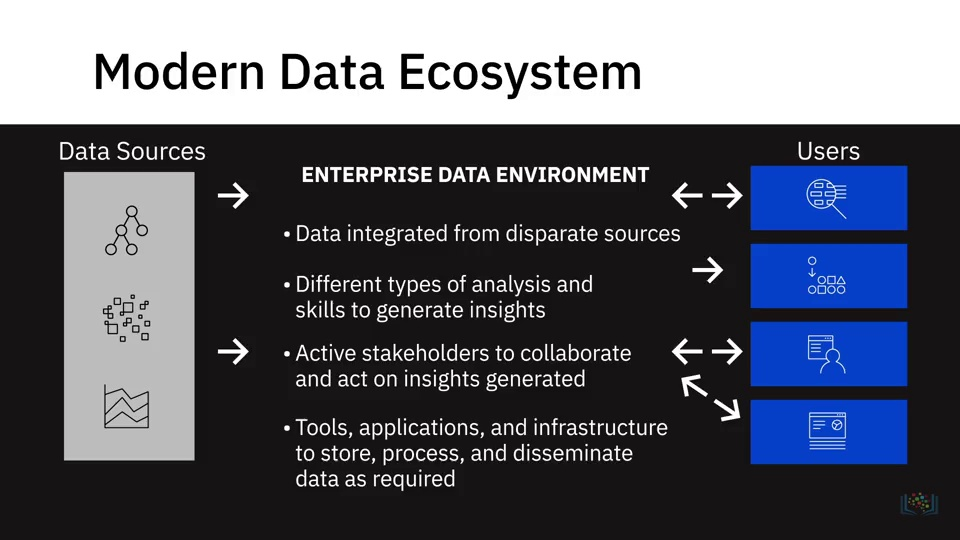 Modern Data Ecosystem
Data Sources
Users
ENTERPRISE DATA ENVIRONMENT
• Data integrated from disparate sources
• Different types of analysis and
skills to generate insights
• Active stakeholders to collaborate
and act on insights generated
• Tools, applications, and infrastructure
to store, process, and disseminate
data as required